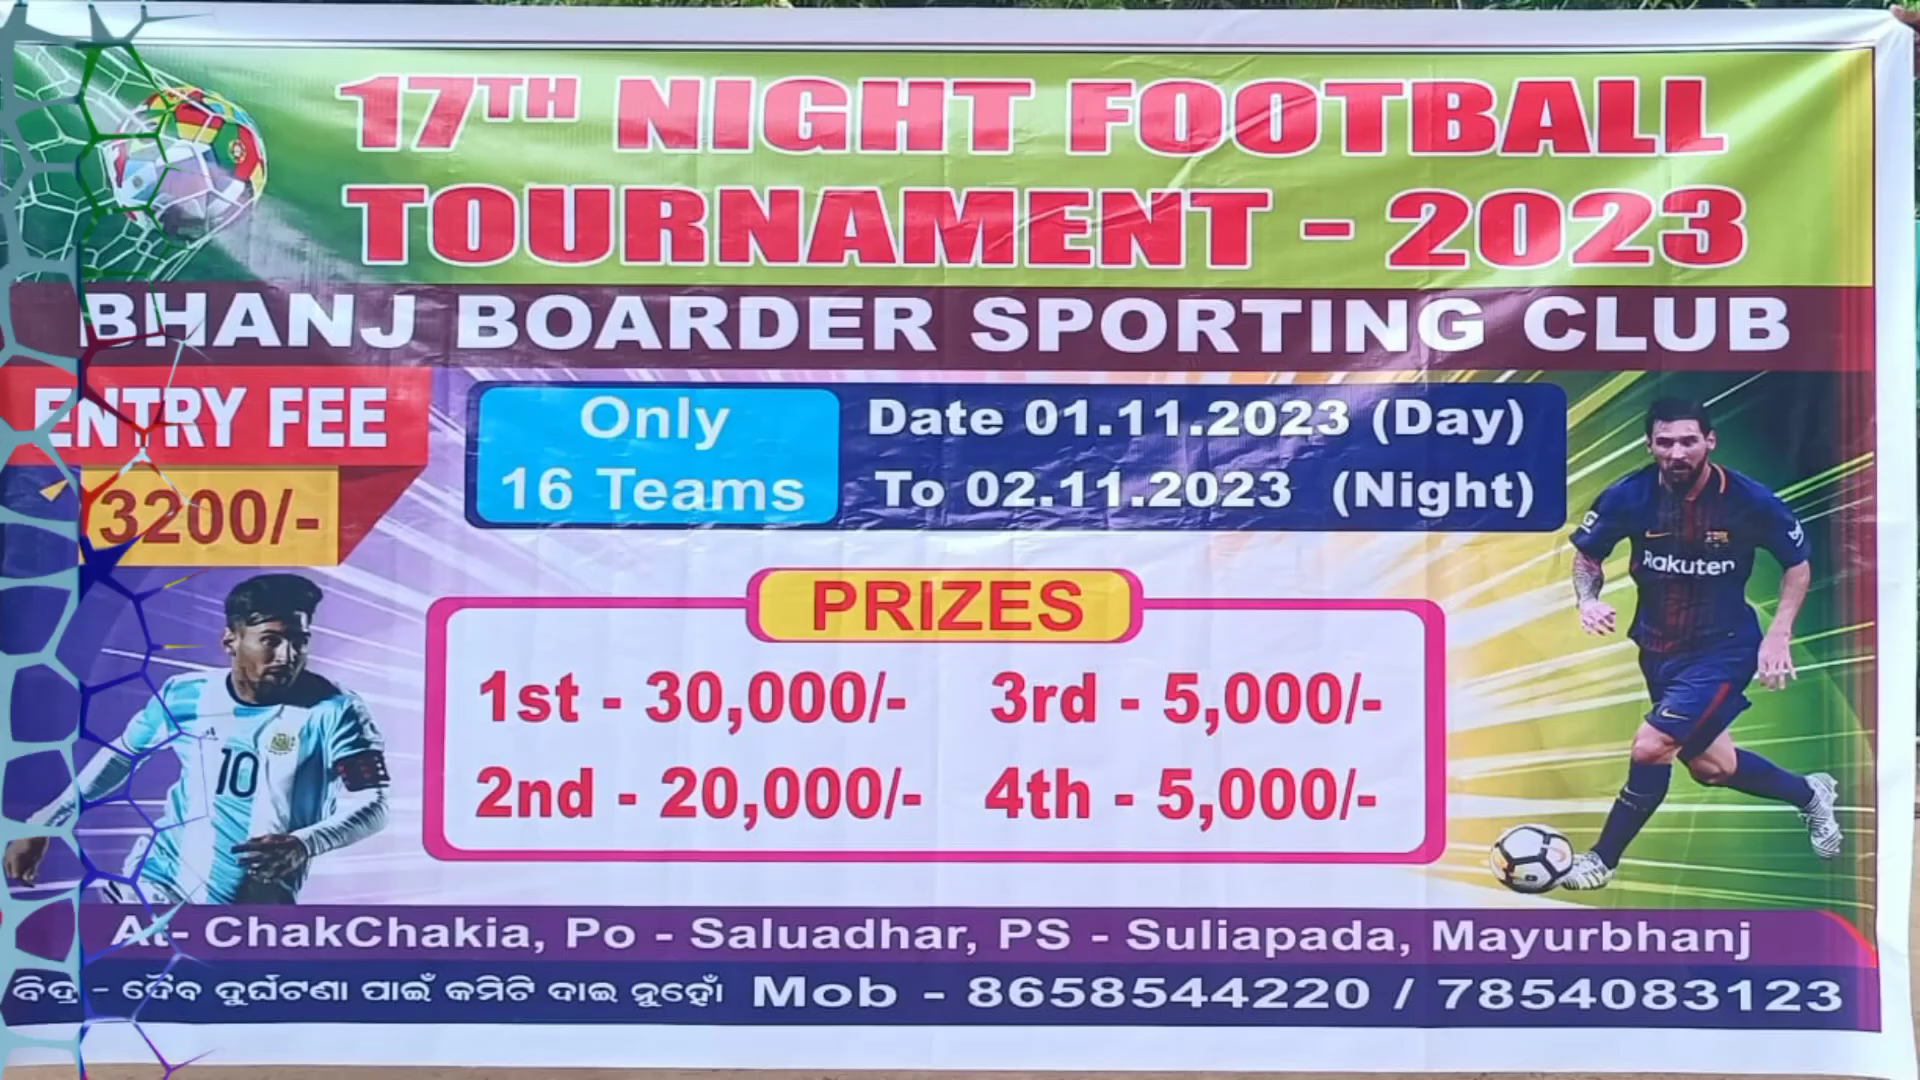 17TH NIGHT FOOTBALL
TOURNAMENT - 2023
BHANJ BOARDER SPORTING CLUB
ENTRY FEE
3200/-
Only
16 Teams
Date 01.11.2023 (Day)
To 02.11.2023 (Night)
Rakuten
PRIZES
1st - 30,000/- 3rd - 5,000/-
2nd - 20,000/- 4th - 5,000/-
10
At- ChakChakia, Po - Saluadhar, PS - Suliapada, Mayurbhanj
ବିଦ୍ର - ଦୈବ ଦୁର୍ଘଟଣା ପାଇଁ କମିଟି ଦାଇ ନୁହେଁ। Mob - 8658544220 / 7854083123